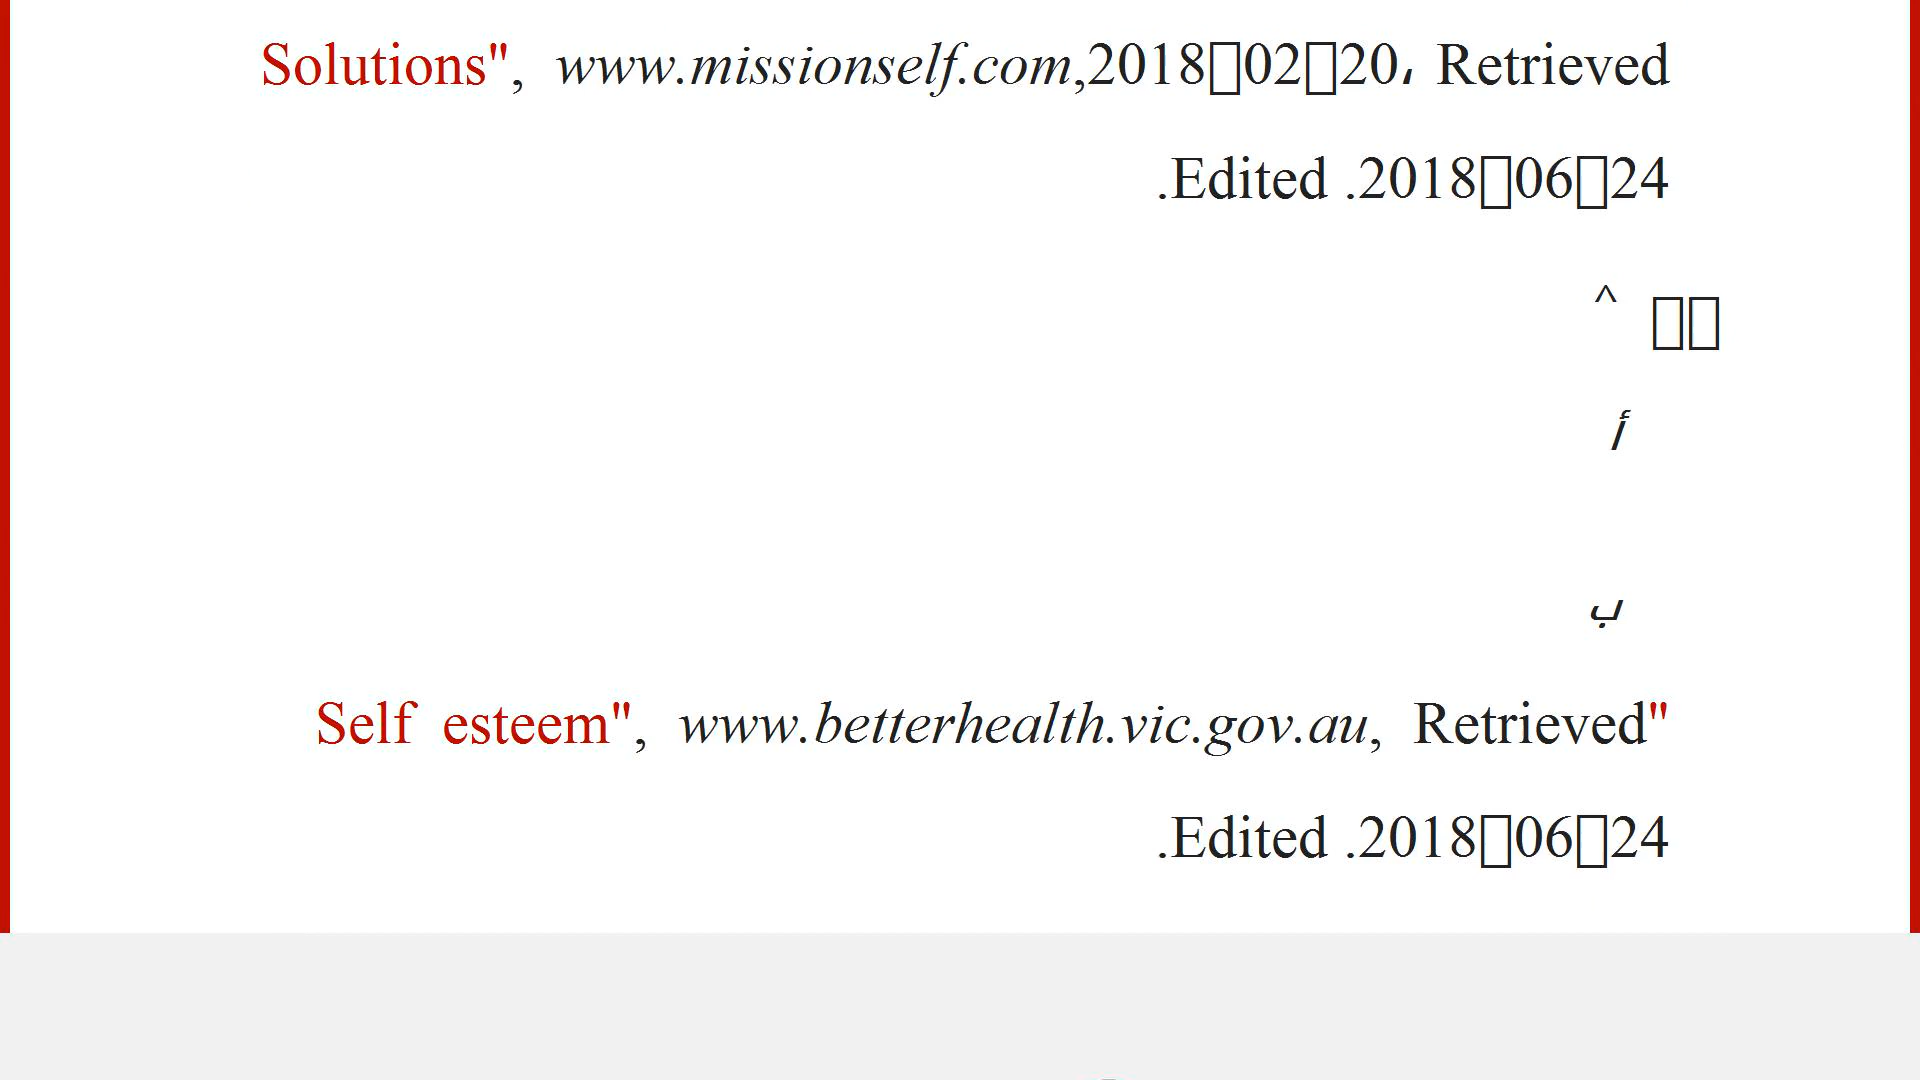 Solutions", www.missionself.com,2018▯02▯20، Retrieved
.Edited .2018▯06▯24
^ ▯▯
أ
ب
Self esteem", www.betterhealth.vic.gov.au, Retrieved"
.Edited .2018▯06▯24